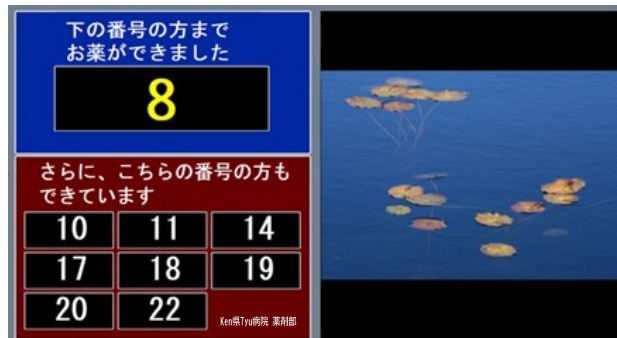 下の番号の方まで
お薬ができました
8
さらに、こちらの番号の方も
できています
10 11 14
17 18 19
20 22
Ken県Tyu病院 薬剤部